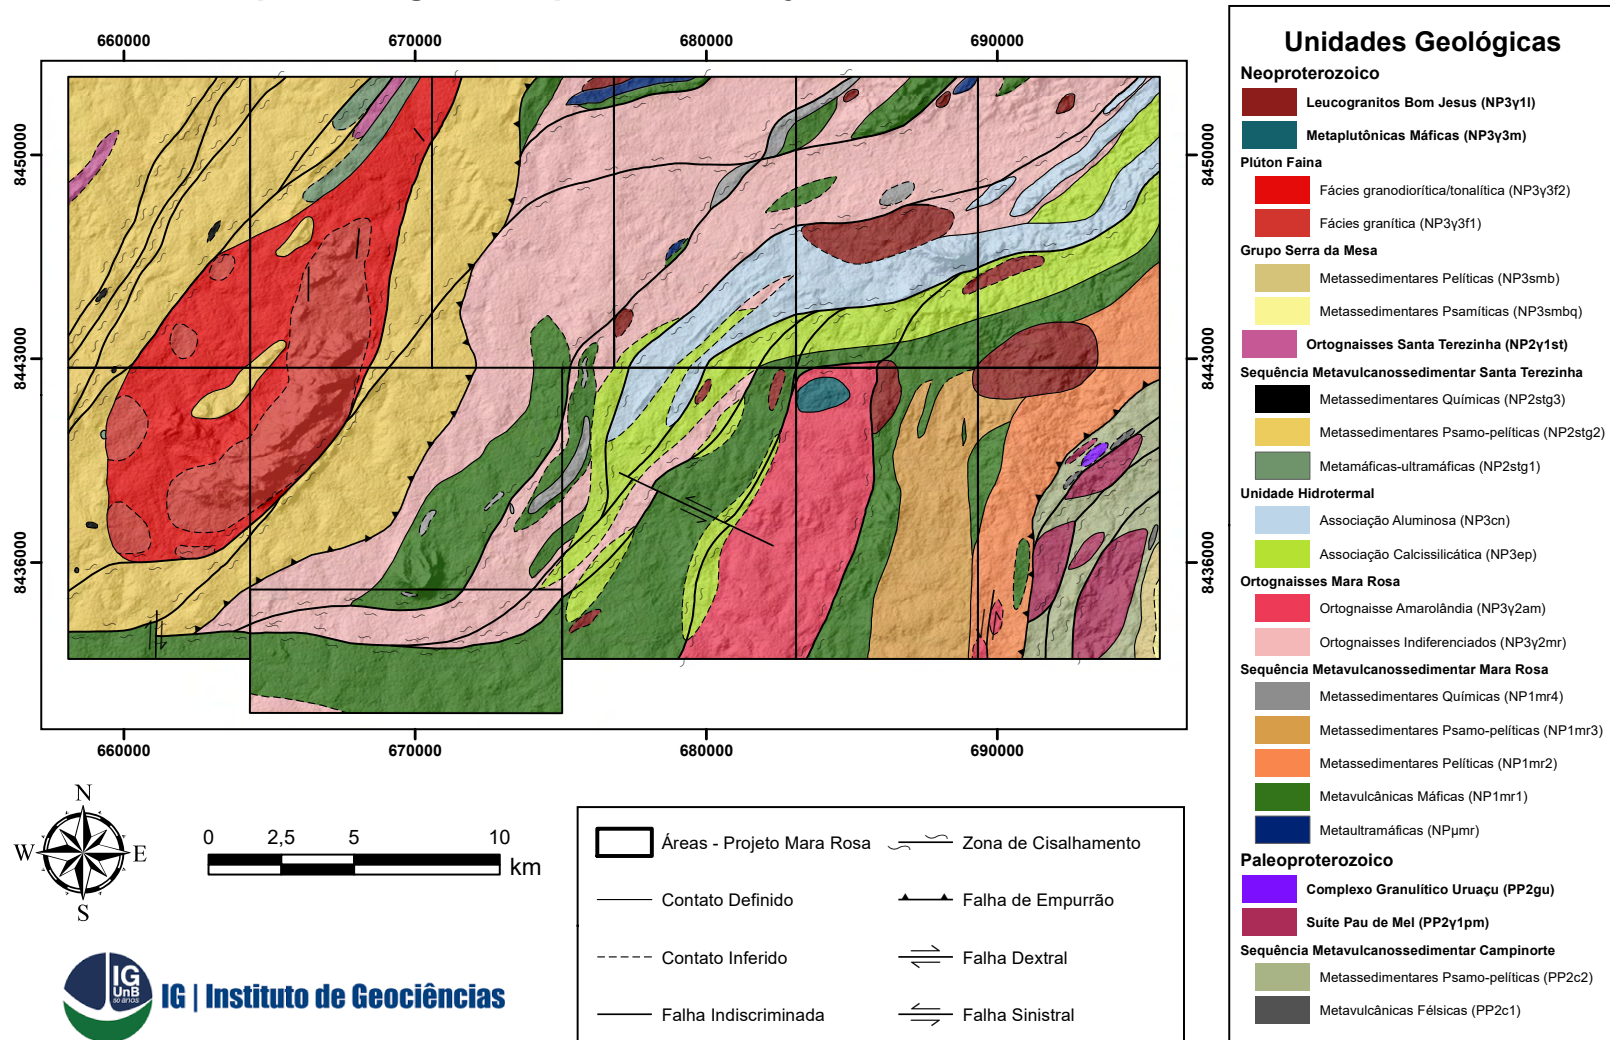 660000
670000
680000
690000
8450000
8443000
8436000
8450000
8443000
8436000
660000
670000
680000
690000
N
W
E
S
0
2,5
5
10
km
IG
UnB
50 anos
IG | Instituto de Geociências
Áreas - Projeto Mara Rosa
Contato Definido
Contato Inferido
Falha Indiscriminada
Zona de Cisalhamento
Falha de Empurrão
Falha Dextral
Falha Sinistral
Unidades Geológicas
Neoproterozoico
Leucogranitos Bom Jesus (NP3γ1l)
Metaplutônicas Máficas (NP3γ3m)
Plúton Faina
Fácies granodiorítica/tonalítica (NP3γ3f2)
Fácies granítica (NP3γ3f1)
Grupo Serra da Mesa
Metassedimentares Pelíticas (NP3smb)
Metassedimentares Psamíticas (NP3smbq)
Ortognaisses Santa Terezinha (NP2γ1st)
Sequência Metavulcanossedimentar Santa Terezinha
Metassedimentares Químicas (NP2stg3)
Metassedimentares Psamo-pelíticas (NP2stg2)
Metamáficas-ultramáficas (NP2stg1)
Unidade Hidrotermal
Associação Aluminosa (NP3cn)
Associação Calcissilicática (NP3ep)
Ortognaisses Mara Rosa
Ortognaisse Amarolândia (NP3γ2am)
Ortognaisses Indiferenciados (NP3γ2mr)
Sequência Metavulcanossedimentar Mara Rosa
Metassedimentares Químicas (NP1mr4)
Metassedimentares Psamo-pelíticas (NP1mr3)
Metassedimentares Pelíticas (NP1mr2)
Metavulcânicas Máficas (NP1mr1)
Metaultramáficas (NPμmr)
Paleoproterozoico
Complexo Granulítico Uruaçu (PP2gu)
Suíte Pau de Mel (PP2γ1pm)
Sequência Metavulcanossedimentar Campinorte
Metassedimentares Psamo-pelíticas (PP2c2)
Metavulcânicas Félsicas (PP2c1)